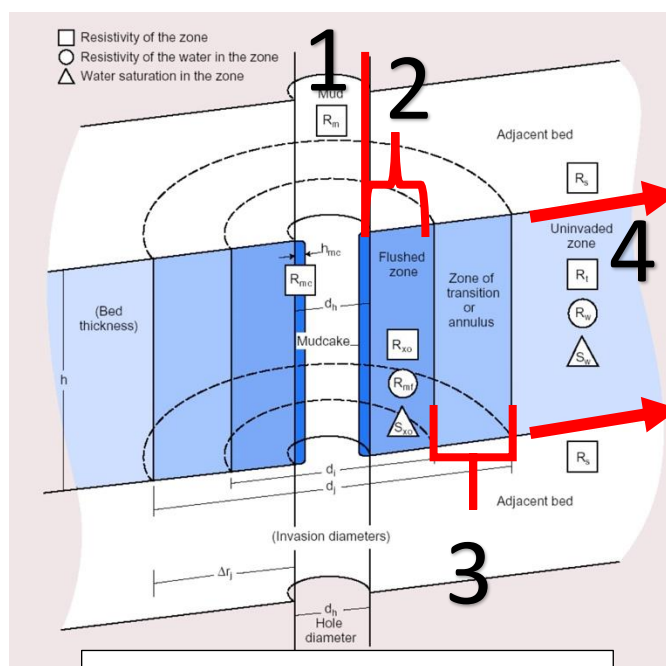 Resistivity of the zone
Resistivity of the water in the zone
Water saturation in the zone
1
2
Mud
Rm
Adjacent bed
Rs
hmc
Rmc
Flushed
zone
Zone of
transition
or
annulus
Uninvaded
zone
4
Rt
Rw
Sw
(Bed
thickness)
dh
Mudcake
h
Rxo
Rmf
Sxo
Rs
di
dj
Adjacent bed
(Invasion diameters)
3
Δrj
dh
Hole
diameter